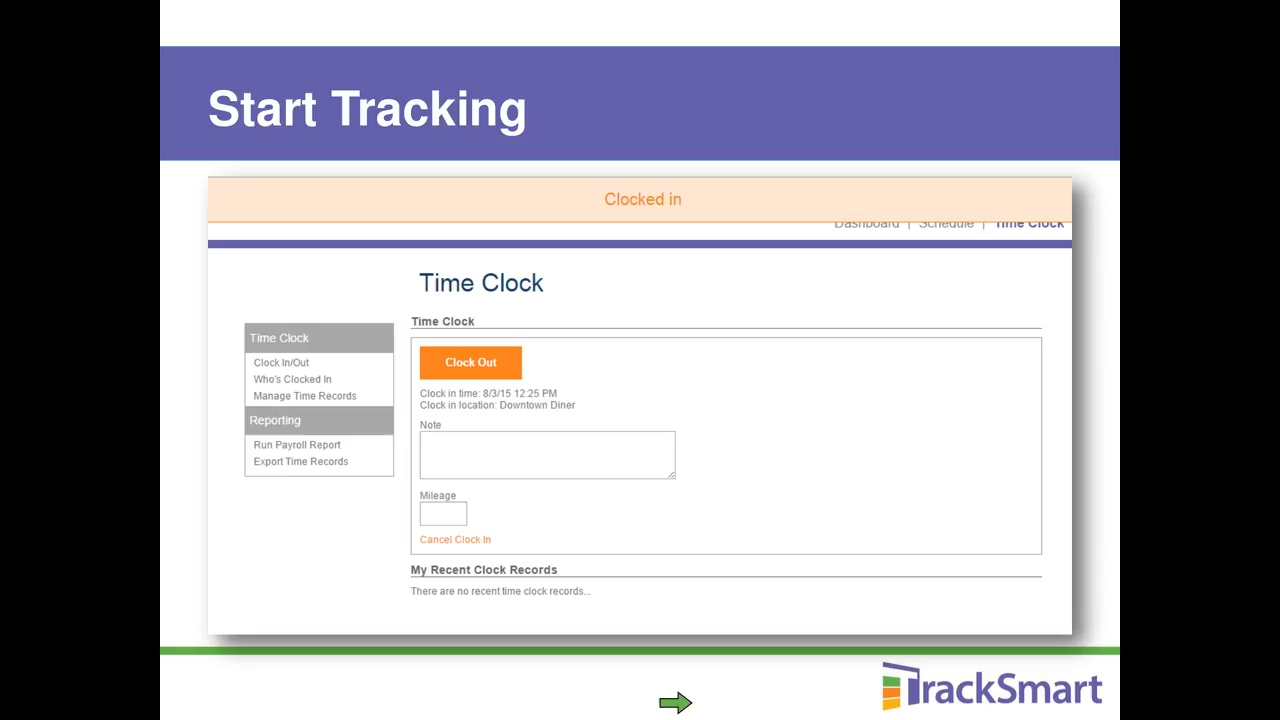 Start Tracking
Clocked in
Dashboard | Schedule | Time Clock
Time Clock
Time Clock
Clock In/Out
Who's Clocked In
Manage Time Records
Reporting
Run Payroll Report
Export Time Records
Time Clock
Clock Out
Clock in time: 8/3/15 12:25 PM
Clock in location: Downtown Diner
Note
Mileage
Cancel Clock In
My Recent Clock Records
There are no recent time clock records...
TrackSmart